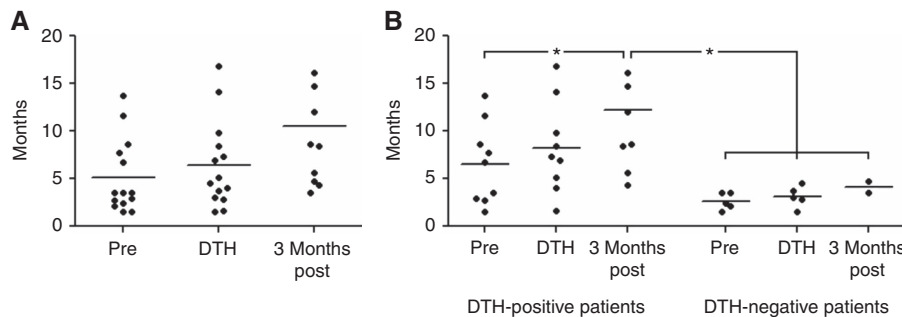 A
20
15
10
5
0
Months
Pre
DTH
3 Months
post
B
20
15
10
5
0
Months
*
*
Pre
DTH
3 Months
post
Pre
DTH
3 Months
post
DTH-positive patients
DTH-negative patients